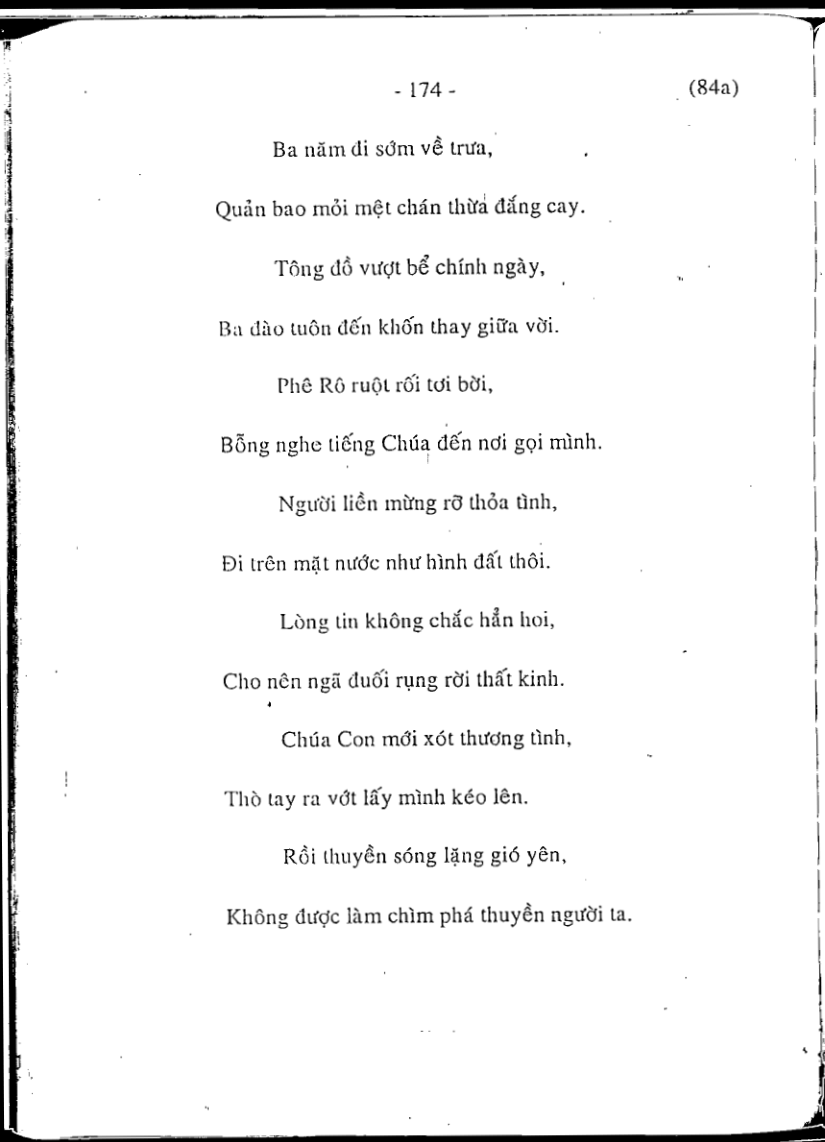 - 174 - (84a)
Ba năm đi sớm về trưa,
Quản bao mỏi mệt chán thừa đắng cay.
Tông đồ vượt bể chính ngày,
Ba đào tuôn đến khốn thay giữa vời.
Phê Rô ruột rối tơi bời,
Bỗng nghe tiếng Chúa đến nơi gọi mình.
Người liền mừng rỡ thỏa tình,
Đi trên mặt nước như hình đất thôi.
Lòng tin không chắc hẳn hoi,
Cho nên ngã đuối rụng rời thất kinh.
Chúa Con mới xót thương tình,
Thò tay ra vớt lấy mình kéo lên.
Rồi thuyền sóng lặng gió yên,
Không được làm chìm phá thuyền người ta.